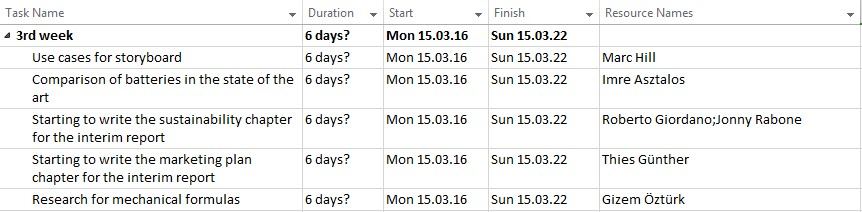 Task Name Duration Start Finish Resource Names
3rd week 6 days? Mon 15.03.16 Sun 15.03.22
Use cases for storyboard 6 days? Mon 15.03.16 Sun 15.03.22 Marc Hill
Comparison of batteries in the state of the 6 days? Mon 15.03.16 Sun 15.03.22 Imre Asztalos
art
Starting to write the sustainability chapter 6 days? Mon 15.03.16 Sun 15.03.22 Roberto Giordano;Jonny Rabone
for the interim report
Starting to write the marketing plan 6 days? Mon 15.03.16 Sun 15.03.22 Thies Günther
chapter for the interim report
Research for mechanical formulas 6 days? Mon 15.03.16 Sun 15.03.22 Gizem Öztürk